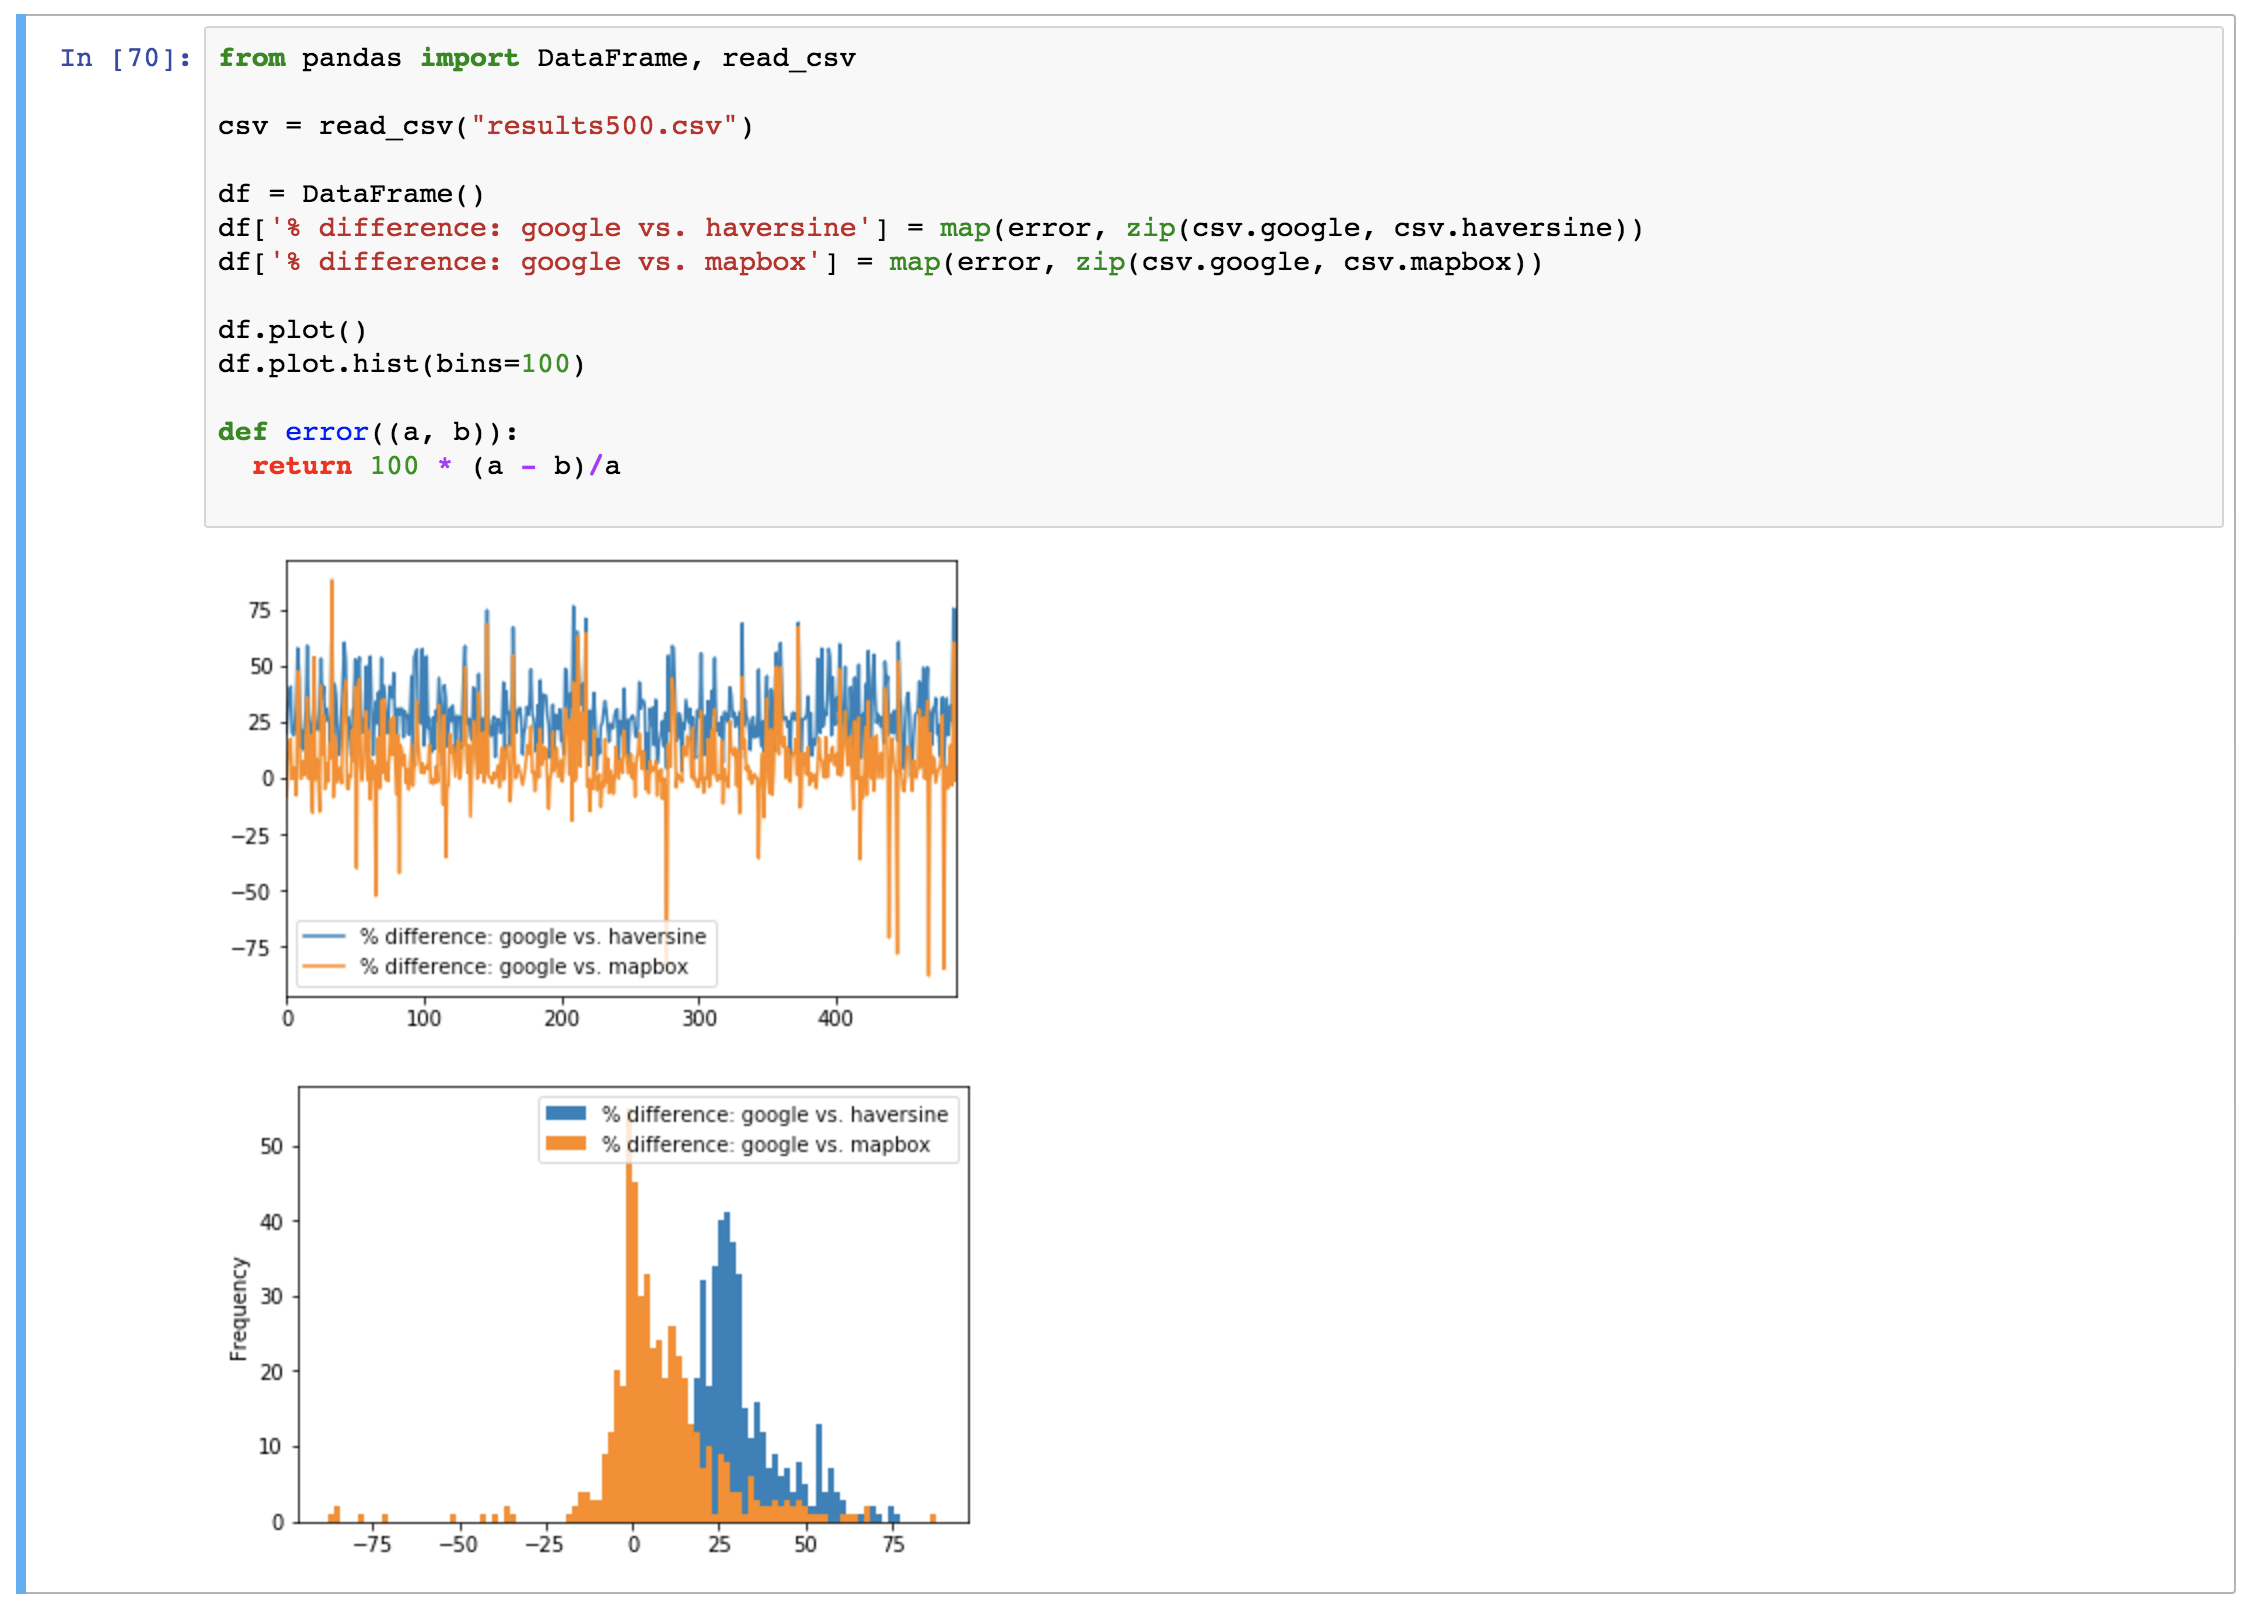 In [70]: from pandas import DataFrame, read_csv
csv = read_csv("results500.csv")
df = DataFrame()
df['% difference: google vs. haversine'] = map(error, zip(csv.google, csv.haversine))
df['% difference: google vs. mapbox'] = map(error, zip(csv.google, csv.mapbox))
df.plot()
df.plot.hist(bins=100)
def error((a, b)):
return 100 * (a - b)/a
75
50
25
0
−25
−50
−75
% difference: google vs. haversine
% difference: google vs. mapbox
0 100 200 300 400
% difference: google vs. haversine
% difference: google vs. mapbox
50
40
30
20
10
0
Frequency
−75 −50 −25 0 25 50 75